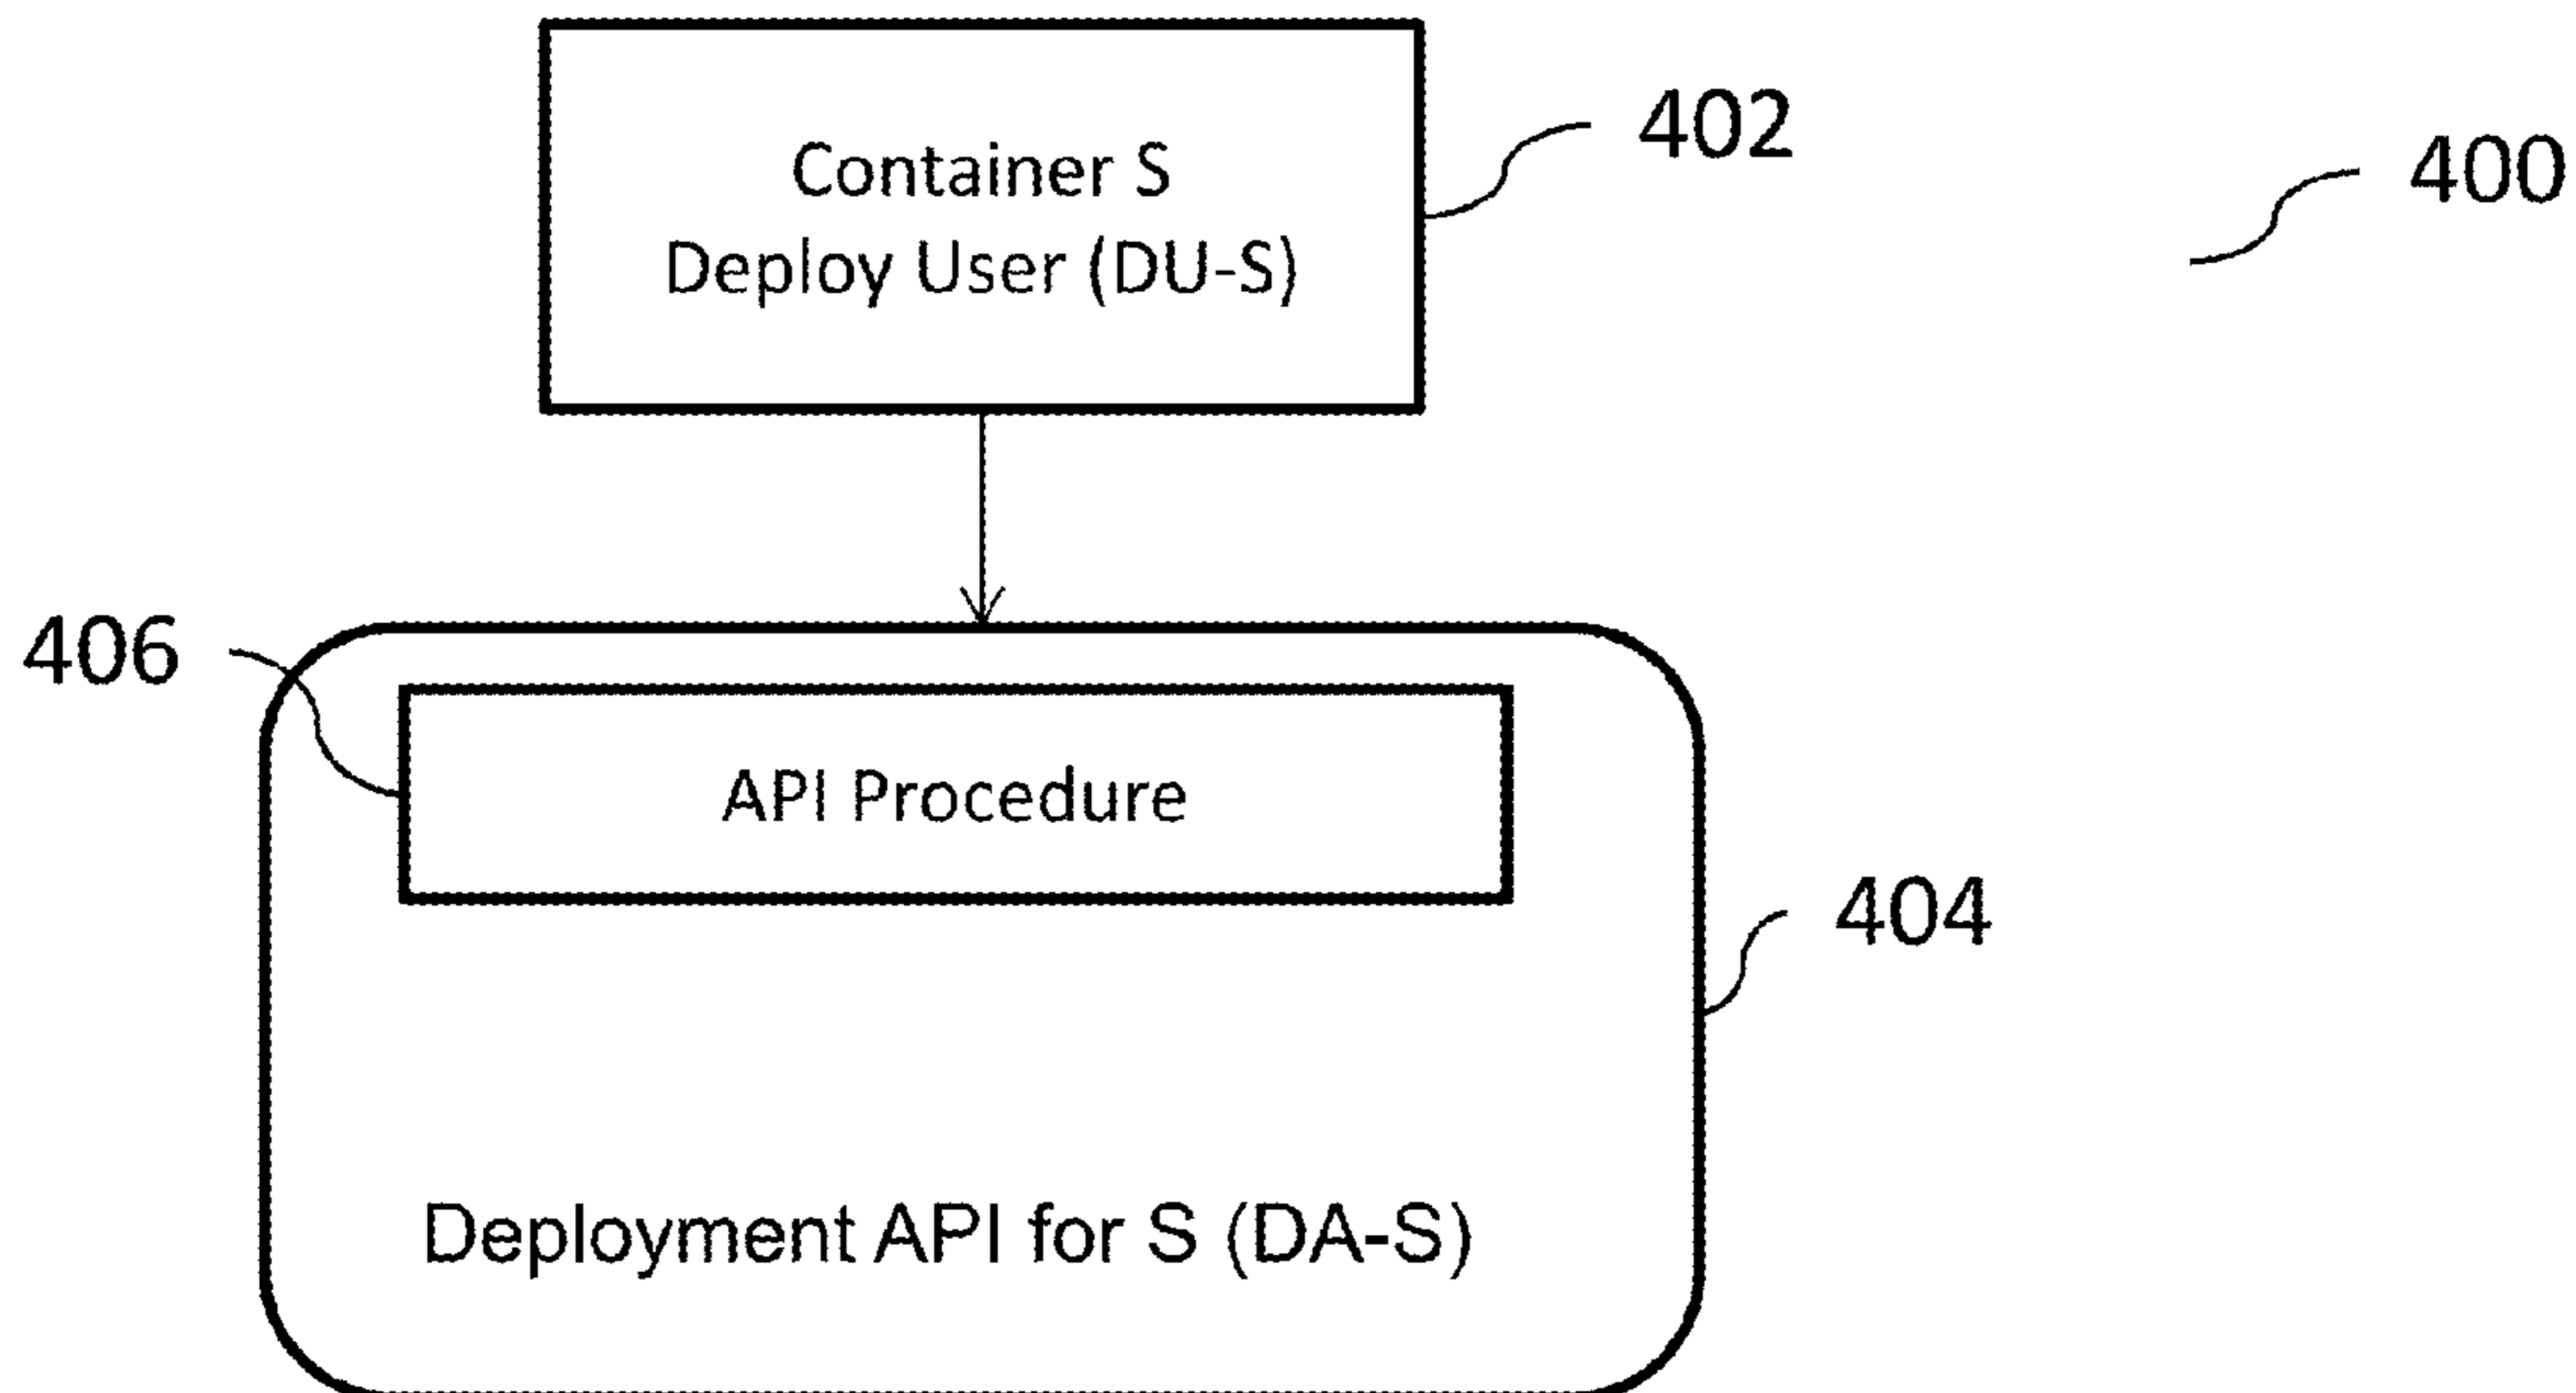 Container S
Deploy User (DU-S)
402
400
406
API Procedure
404
Deployment API for S (DA-S)